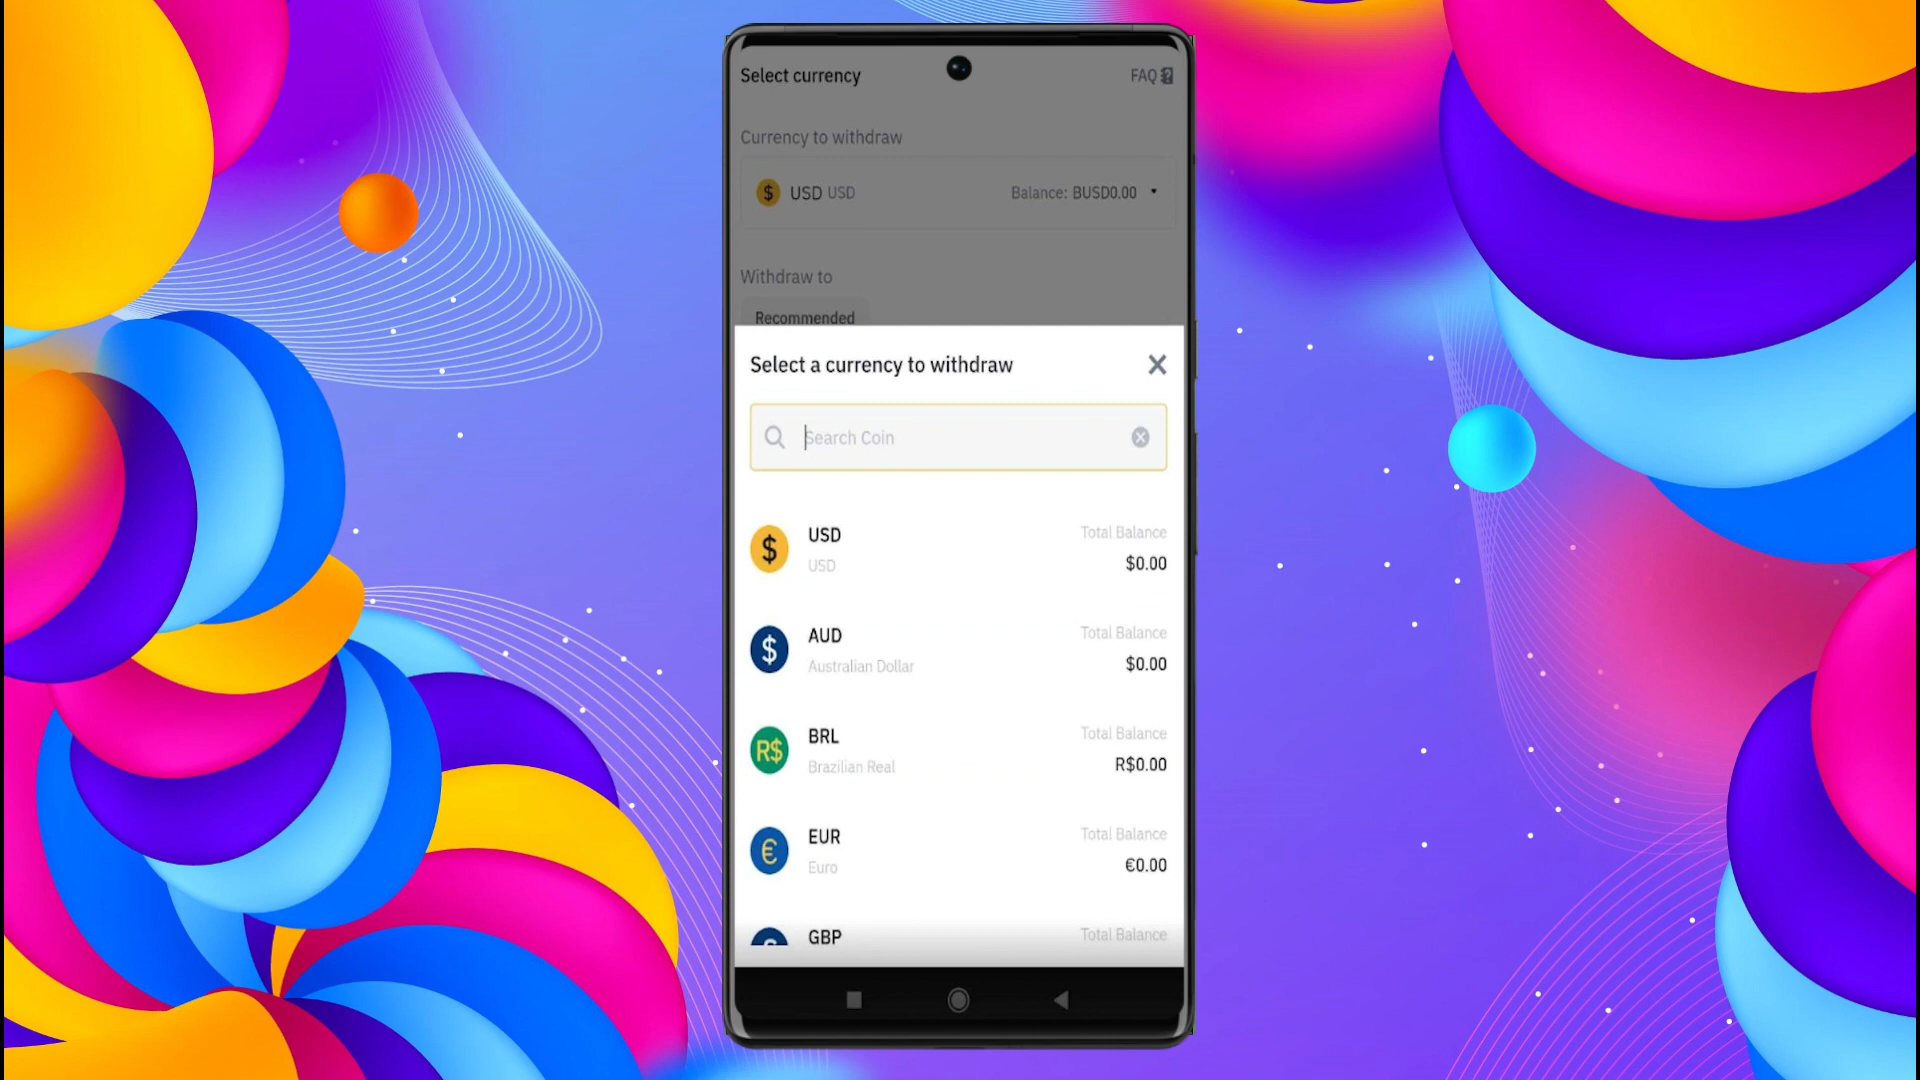 Select currency
FAQ
Currency to withdraw
$ USD USD Balance: BUSD0.00
Withdraw to
Recommended
Select a currency to withdraw
Search Coin
$ USD Total Balance
USD $0.00
$ AUD Total Balance
Australian Dollar $0.00
R$ BRL Total Balance
Brazilian Real R$0.00
€ EUR Total Balance
Euro €0.00
GBP Total Balance